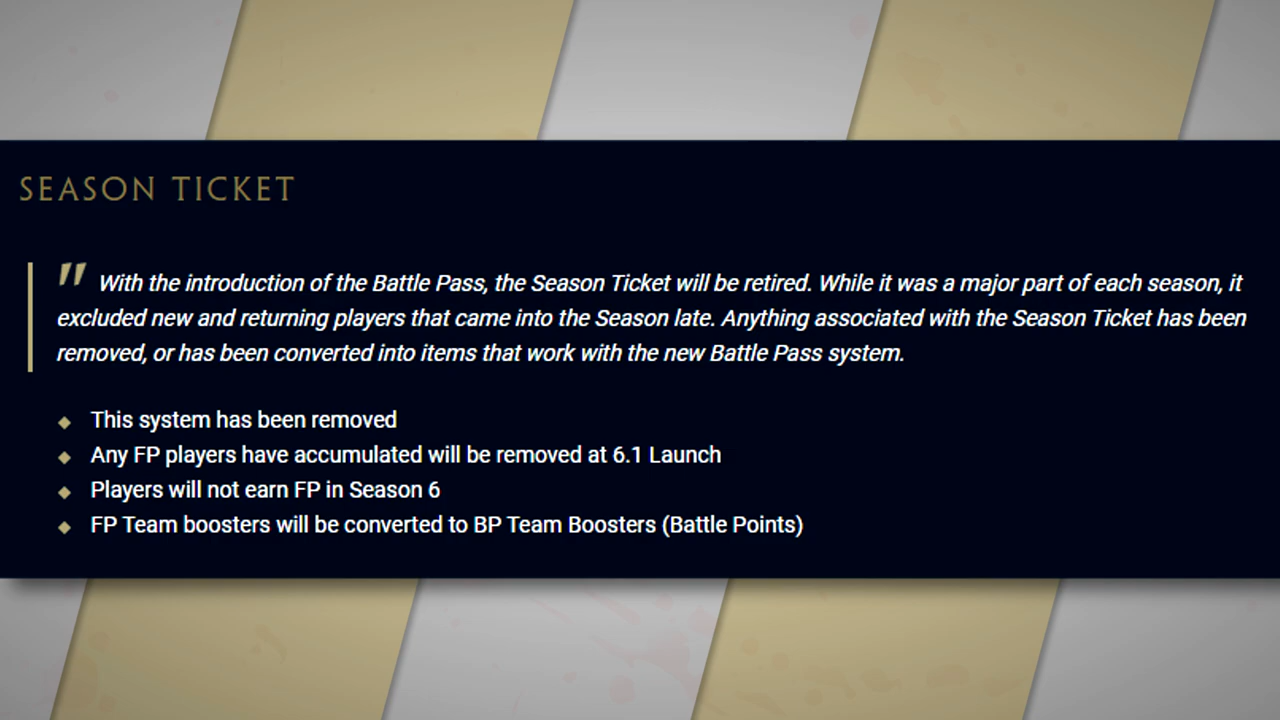 SEASON TICKET
" With the introduction of the Battle Pass, the Season Ticket will be retired. While it was a major part of each season, it
excluded new and returning players that came into the Season late. Anything associated with the Season Ticket has been
removed, or has been converted into items that work with the new Battle Pass system.
This system has been removed
Any FP players have accumulated will be removed at 6.1 Launch
Players will not earn FP in Season 6
FP Team boosters will be converted to BP Team Boosters (Battle Points)